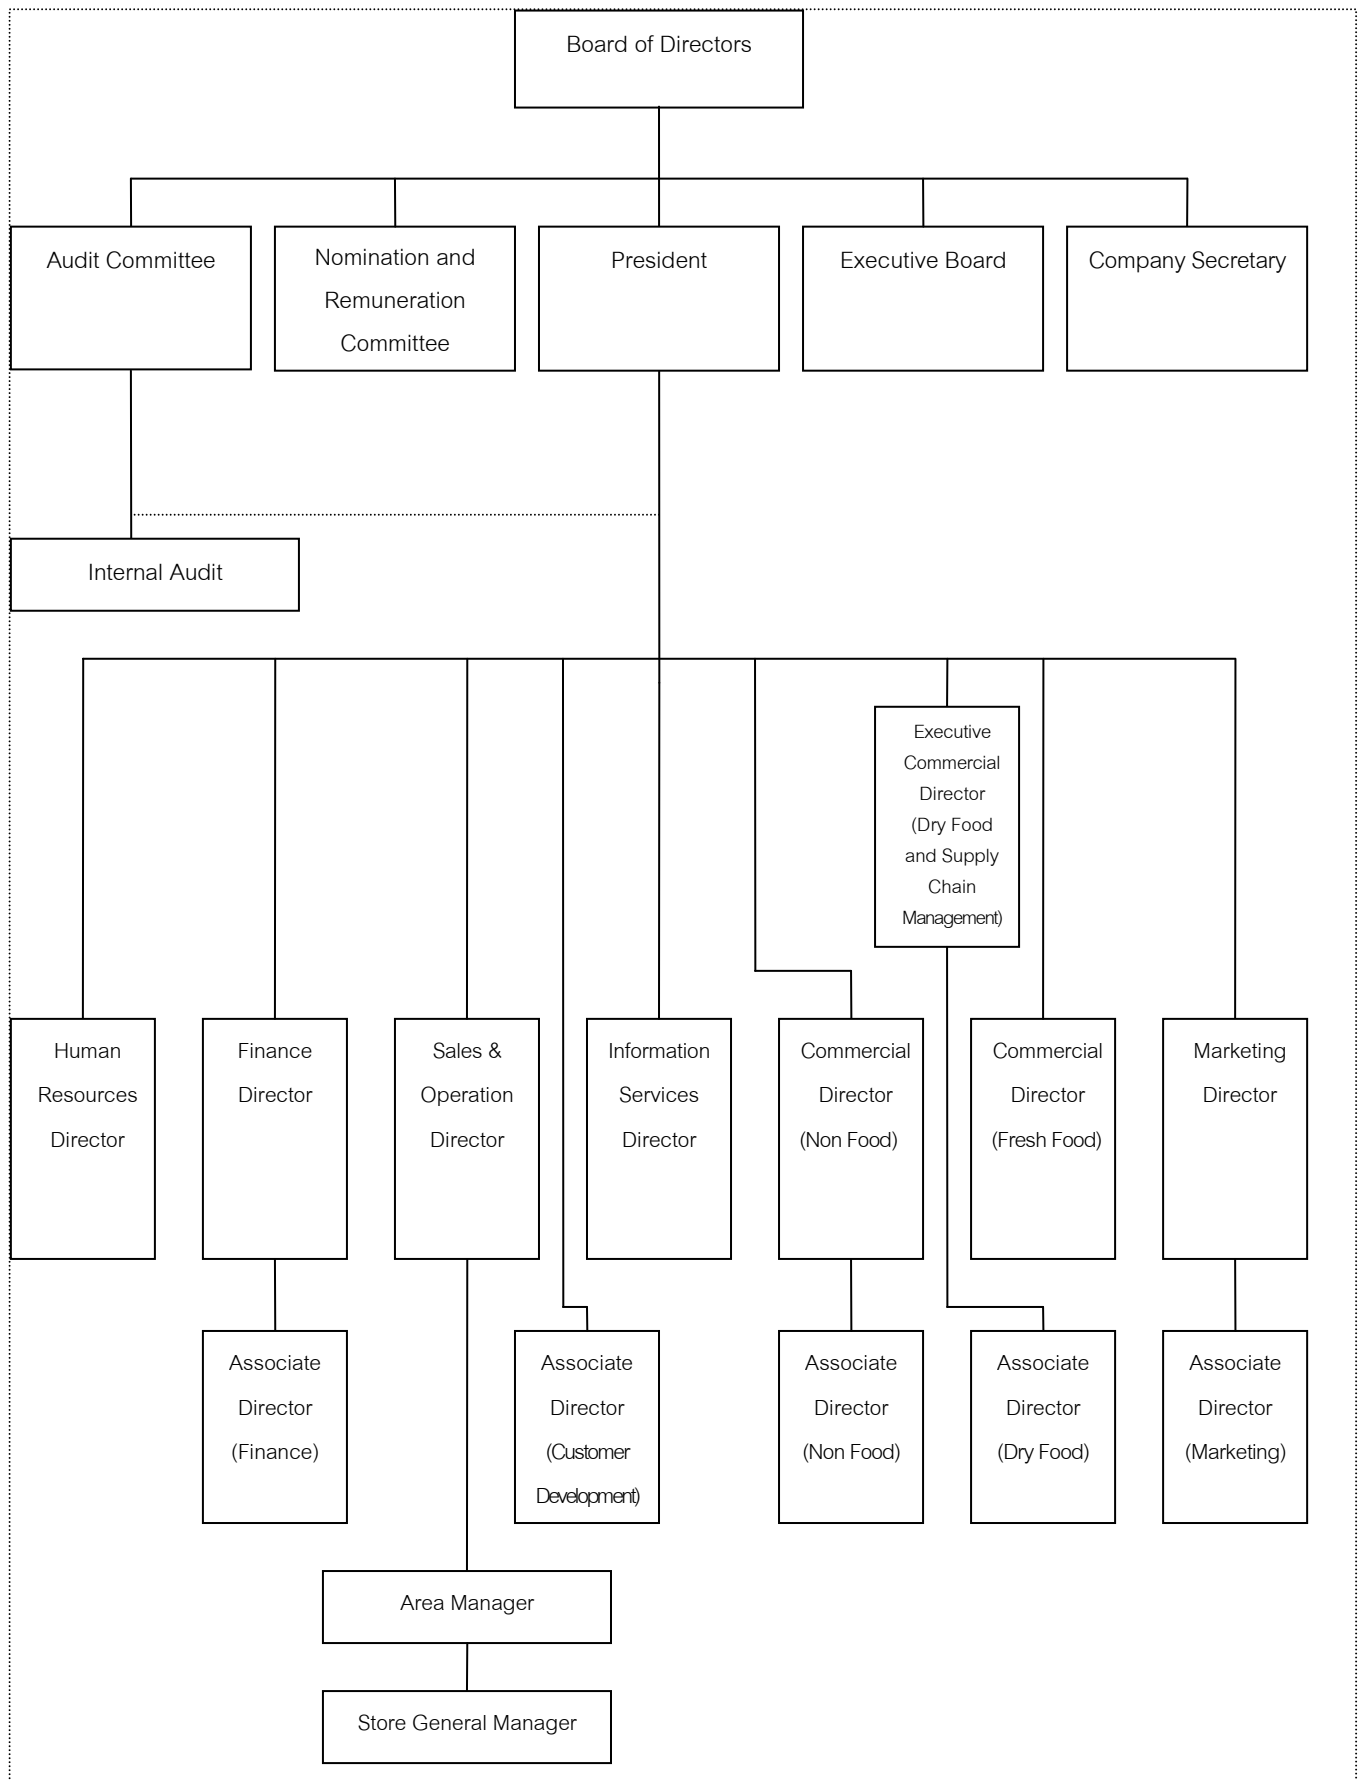 Board of Directors
Audit Committee
Nomination and
Remuneration
Committee
President
Executive Board
Company Secretary
Internal Audit
Executive
Commercial
Director
(Dry Food
and Supply
Chain
Management)
Human
Resources
Director
Finance
Director
Sales &
Operation
Director
Information
Services
Director
Commercial
Director
(Non Food)
Commercial
Director
(Fresh Food)
Marketing
Director
Associate
Director
(Finance)
Associate
Director
(Customer
Development)
Associate
Director
(Non Food)
Associate
Director
(Dry Food)
Associate
Director
(Marketing)
Area Manager
Store General Manager